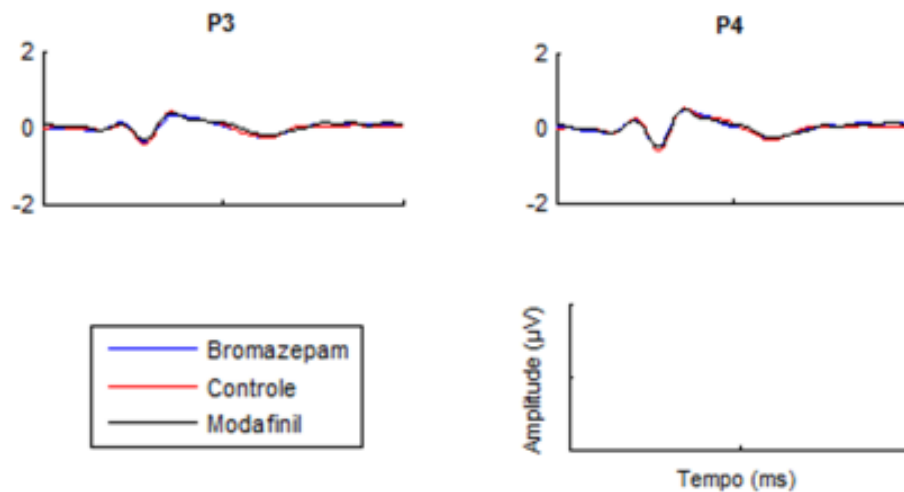 P3
2
0
-2
P4
2
0
-2
Bromazepam
Controle
Modafinil
Amplitude (µV)
Tempo (ms)